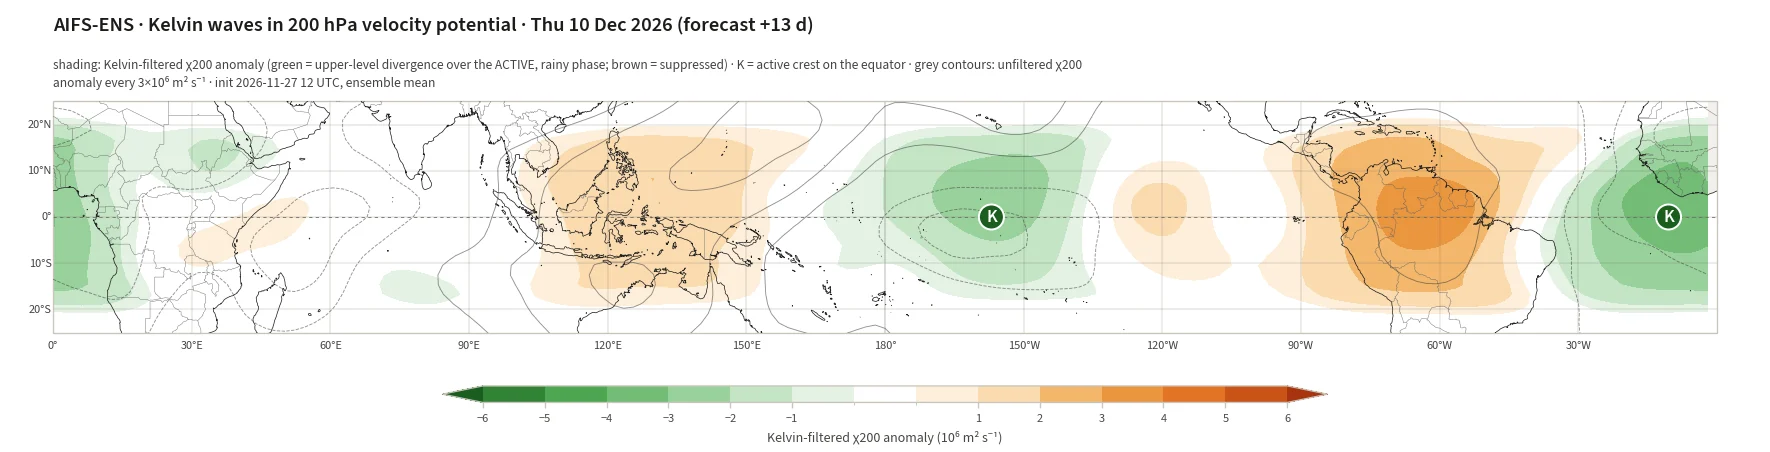 AIFS-ENS · Kelvin waves in 200 hPa velocity potential · Thu 10 Dec 2026 (forecast +13 d)
shading: Kelvin-filtered χ200 anomaly (green = upper-level divergence over the ACTIVE, rainy phase; brown = suppressed) · K = active crest on the equator · grey contours: unfiltered χ200
anomaly every 3×10⁶ m² s⁻¹ · init 2026-11-27 12 UTC, ensemble mean
20°N
10°N
0°
10°S
20°S
K
K
0° 30°E 60°E 90°E 120°E 150°E 180° 150°W 120°W 90°W 60°W 30°W
−6 −5 −4 −3 −2 −1 1 2 3 4 5 6
Kelvin-filtered χ200 anomaly (10⁶ m² s⁻¹)